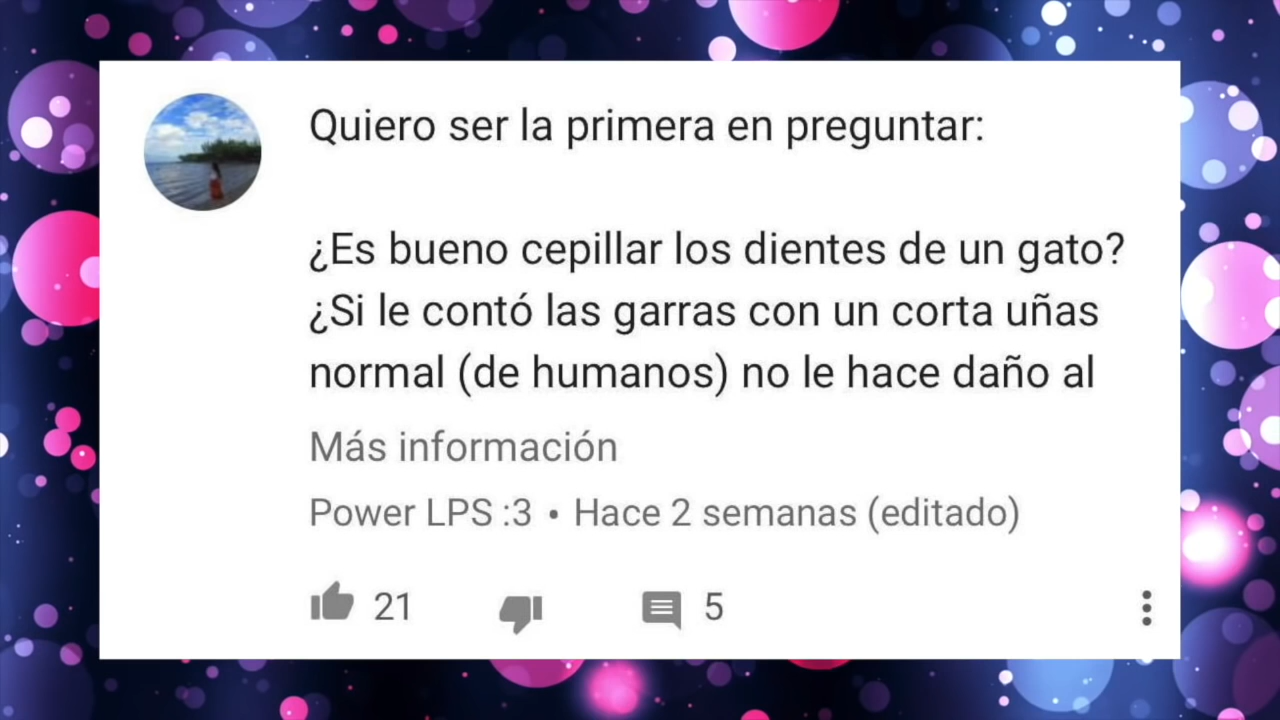 Quiero ser la primera en preguntar:
¿Es bueno cepillar los dientes de un gato?
¿Si le contó las garras con un corta uñas
normal (de humanos) no le hace daño al
Más información
Power LPS :3 • Hace 2 semanas (editado)
21 5